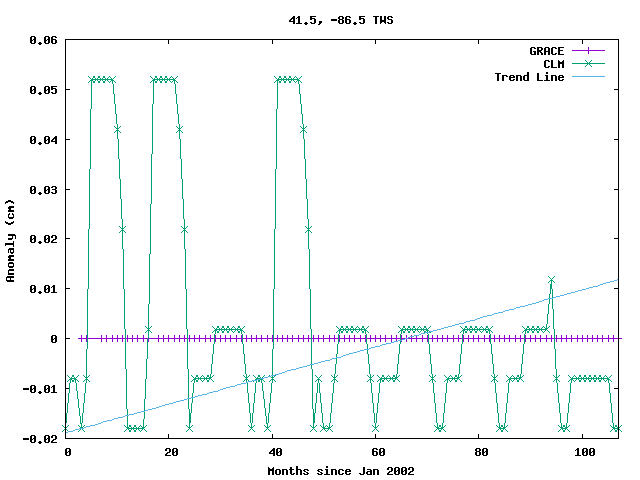 41.5, -86.5 TWS
GRACE
CLM
Trend Line
0.06
0.05
0.04
0.03
0.02
0.01
0
-0.01
-0.02
Anomaly (cm)
0 20 40 60 80 100
Months since Jan 2002